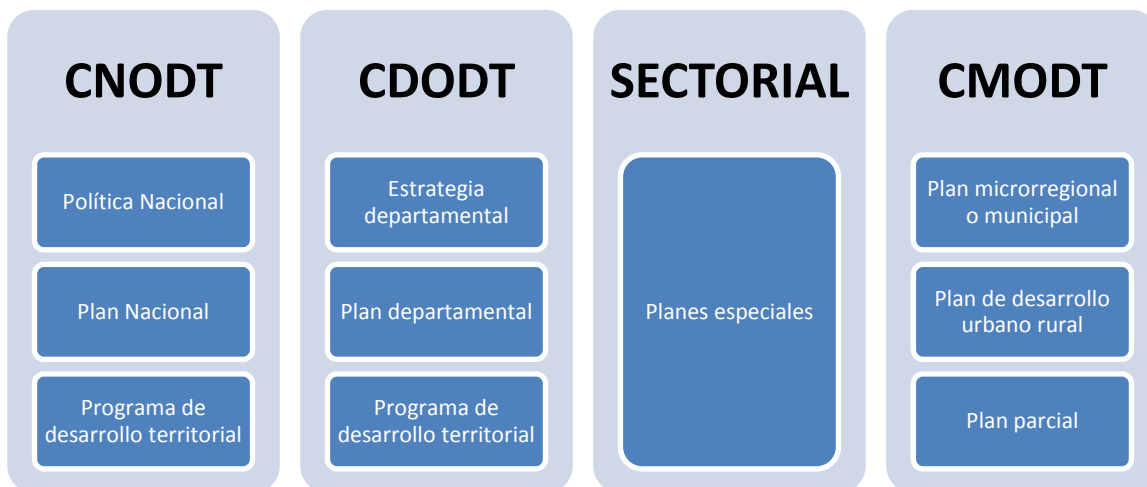 CNODT
Política Nacional
Plan Nacional
Programa de
desarrollo territorial
CDODT
Estrategia
departamental
Plan departamental
Programa de
desarrollo territorial
SECTORIAL
Planes especiales
CMODT
Plan microrregional
o municipal
Plan de desarrollo
urbano rural
Plan parcial